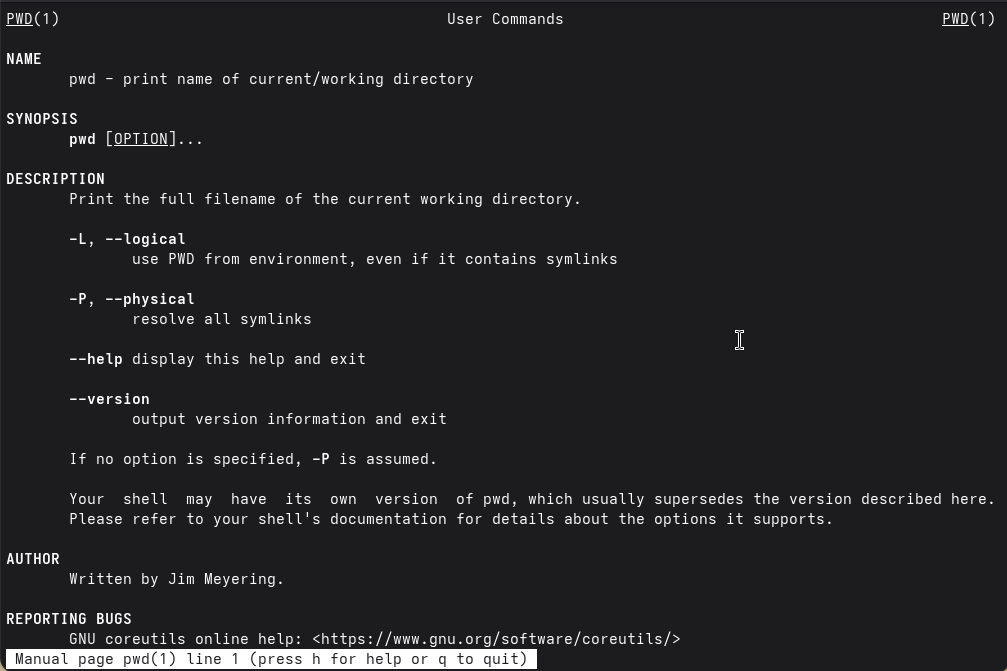 PWD(1) User Commands PWD(1)
NAME
pwd - print name of current/working directory
SYNOPSIS
pwd [OPTION]...
DESCRIPTION
Print the full filename of the current working directory.
-L, --logical
use PWD from environment, even if it contains symlinks
-P, --physical
resolve all symlinks
--help display this help and exit
--version
output version information and exit
If no option is specified, -P is assumed.
Your shell may have its own version of pwd, which usually supersedes the version described here.
Please refer to your shell's documentation for details about the options it supports.
AUTHOR
Written by Jim Meyering.
REPORTING BUGS
GNU coreutils online help: <https://www.gnu.org/software/coreutils/>
Manual page pwd(1) line 1 (press h for help or q to quit)